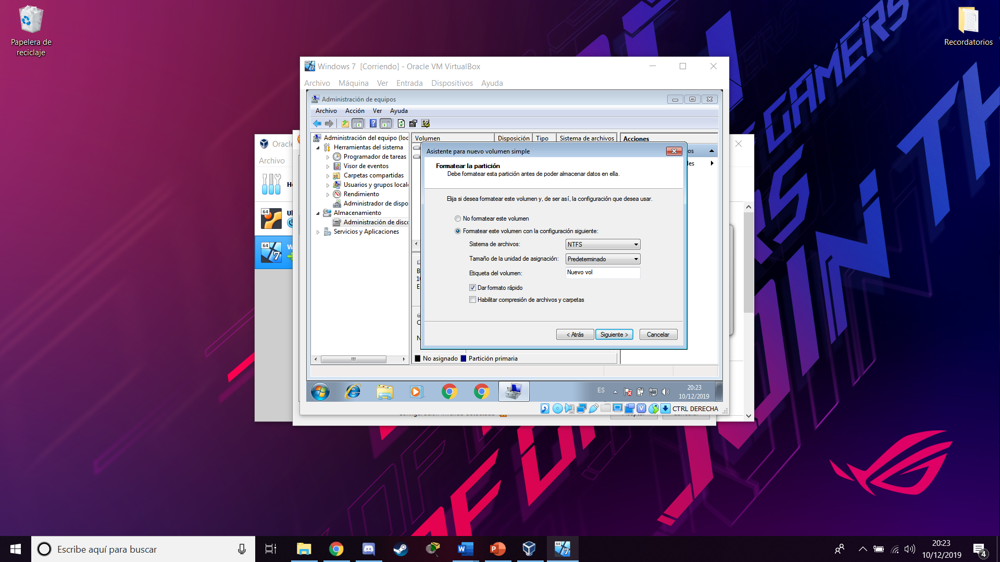 Papelera de
reciclaje
Recordatorios
Windows 7 [Corriendo] - Oracle VM VirtualBox
Archivo Máquina Ver Entrada Dispositivos Ayuda
Administración de equipos
Archivo Acción Ver Ayuda
Administración del equipo (loc
Herramientas del sistema
Programador de tareas
Visor de eventos
Carpetas compartidas
Usuarios y grupos locale
Rendimiento
Administrador de dispo
Almacenamiento
Administración de disco
Servicios y Aplicaciones
Volumen Disposición Tipo Sistema de archivos
Acciones
os
les
Asistente para nuevo volumen simple
Formatear la partición
Debe formatear esta partición antes de poder almacenar datos en ella.
Elija si desea formatear este volumen y, de ser así, la configuración que desea usar.
No formatear este volumen
Formatear este volumen con la configuración siguiente:
Sistema de archivos: NTFS
Tamaño de la unidad de asignación: Predeterminado
Etiqueta del volumen: Nuevo vol
Dar formato rápido
Habilitar compresión de archivos y carpetas
< Atrás Siguiente > Cancelar
B
10
E
C
N
No asignado Partición primaria
ES
20:23
10/12/2019
CTRL DERECHA
Oracle
Archivo
H
64
Ul
64
W
Escribe aquí para buscar
20:23
10/12/2019
4